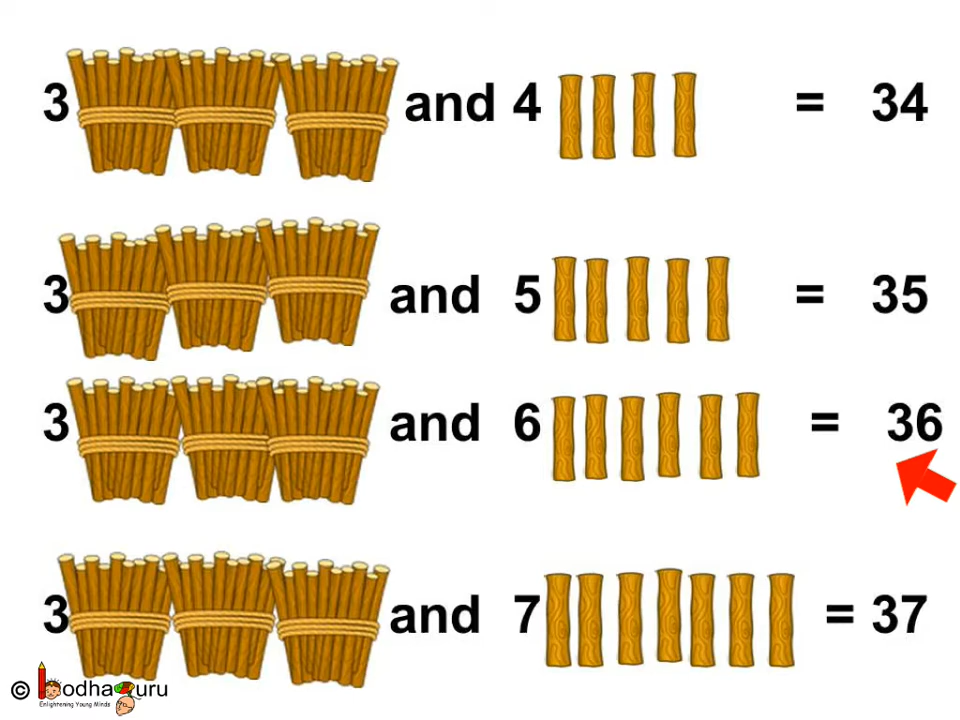 3 and 4 = 34
3 and 5 = 35
3 and 6 = 36
3 and 7 = 37
© BodhaGuru
Enlightening Young Minds